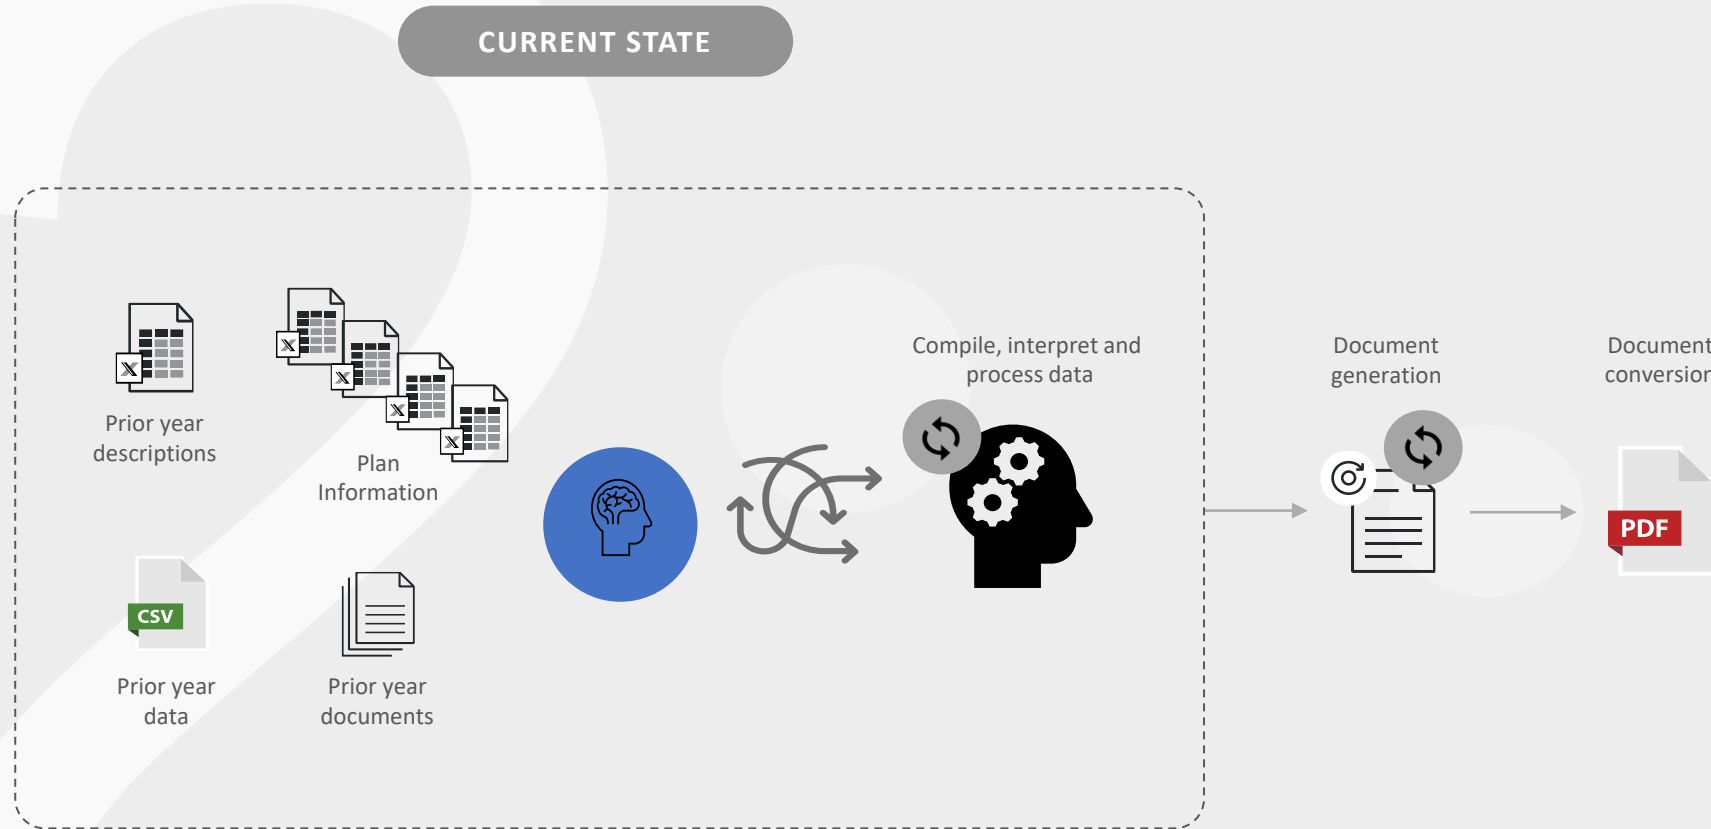 CURRENT STATE
Prior year
descriptions
Plan
Information
CSV
Prior year
data
Prior year
documents
Compile, interpret and
process data
Document
generation
Document
conversion
PDF